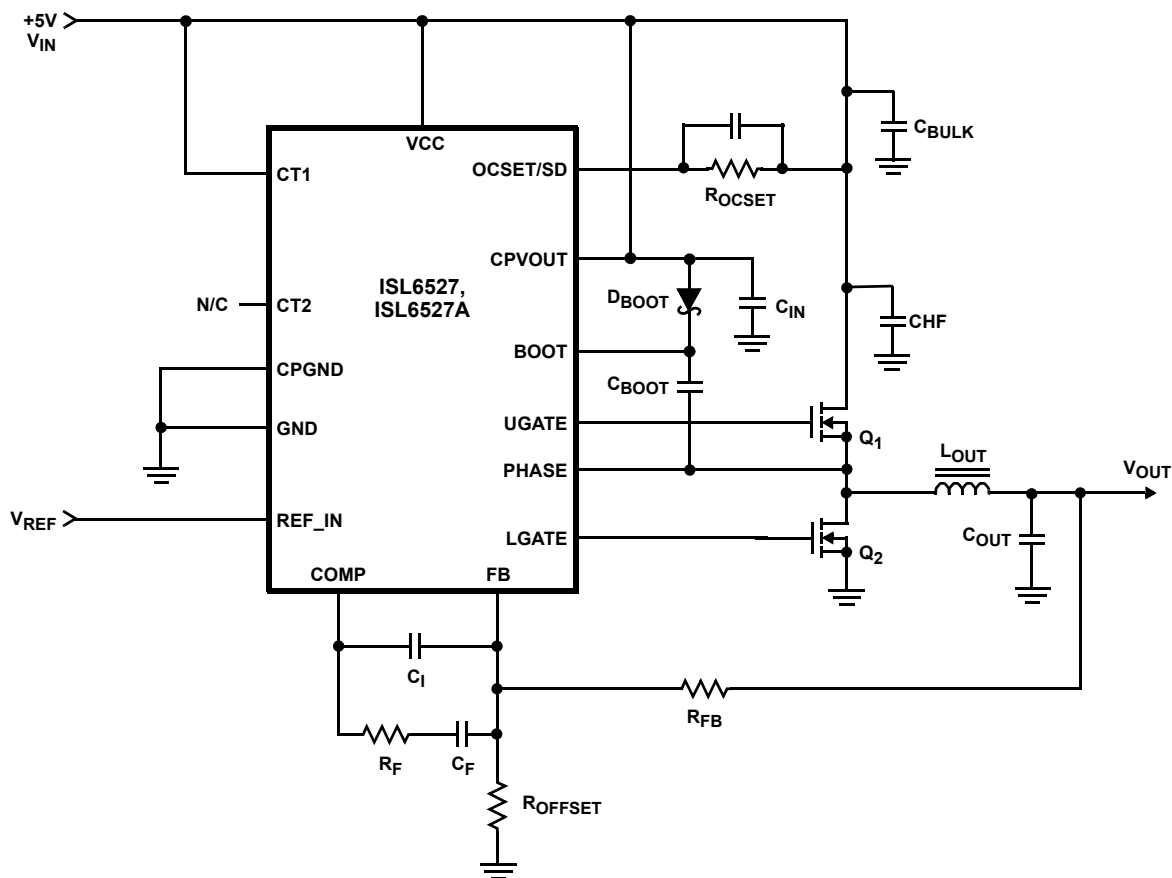 +5V
VIN
VCC
CT1
OCSET/SD
ROCSET
CBULK
CPVOUT
ISL6527,
ISL6527A
DBOOT
CIN
N/C
CT2
CHF
BOOT
CPGND
CBOOT
UGATE
GND
Q1
PHASE
LOUT
VOUT
VREF
REF_IN
LGATE
Q2
COUT
COMP
FB
CI
RFB
RF
CF
ROFFSET